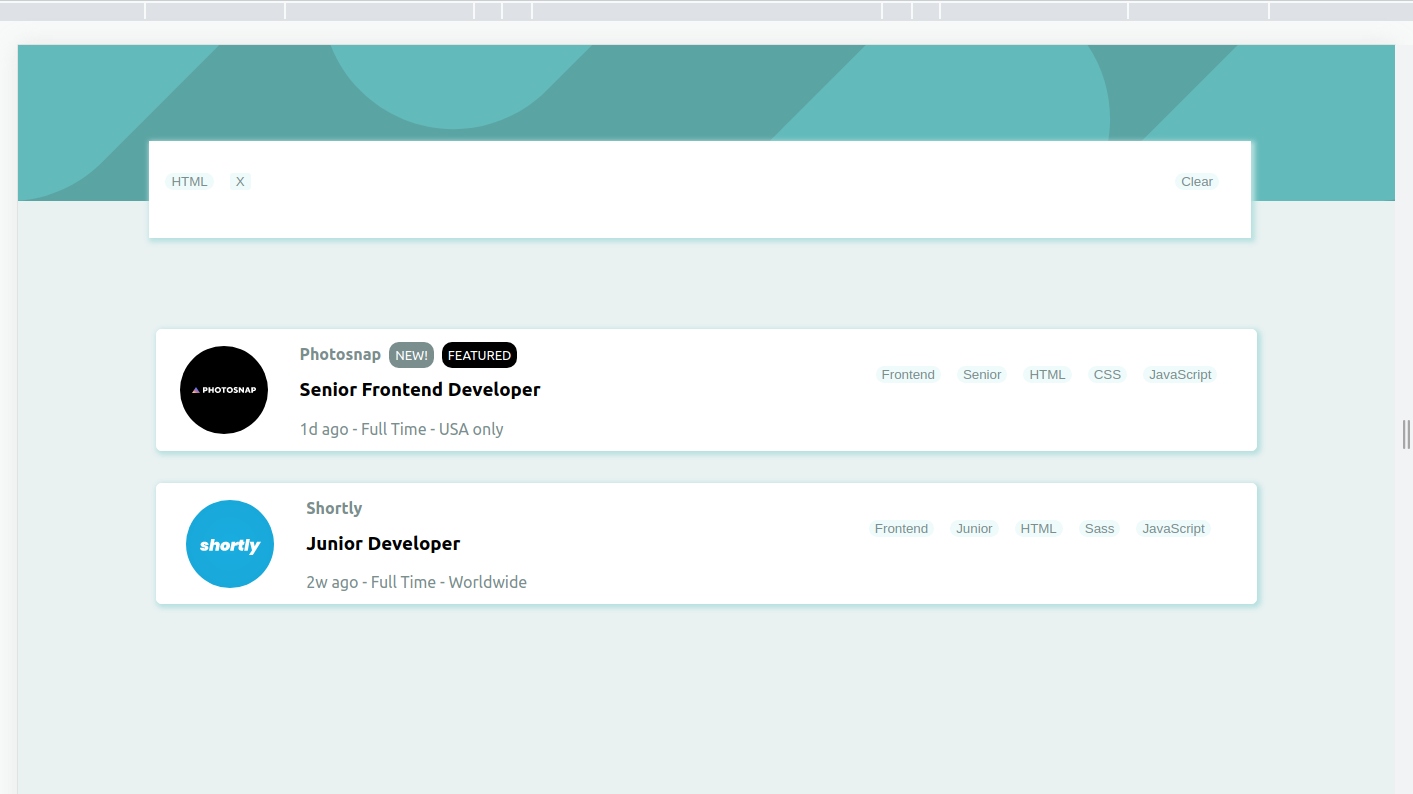 HTML X Clear
Photosnap NEW! FEATURED
PHOTOSNAP
Senior Frontend Developer
1d ago - Full Time - USA only
Frontend Senior HTML CSS JavaScript
Shortly
shortly
Junior Developer
2w ago - Full Time - Worldwide
Frontend Junior HTML Sass JavaScript